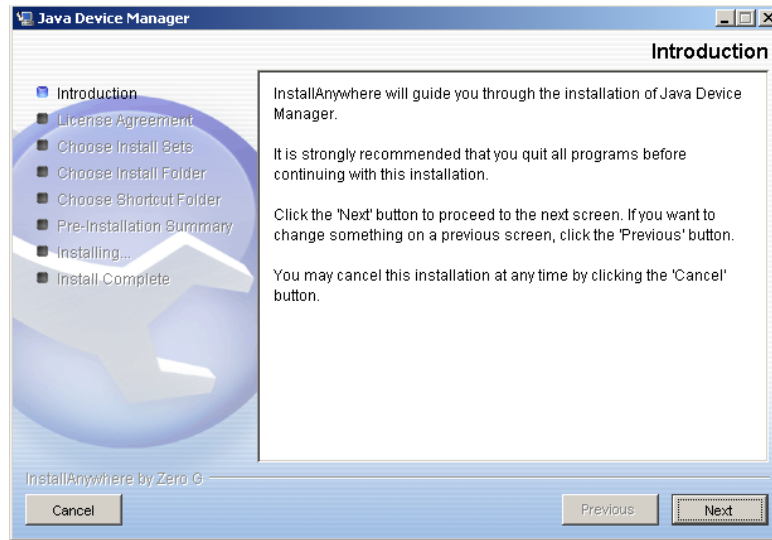 Java Device Manager
Introduction
Introduction
License Agreement
Choose Install Sets
Choose Install Folder
Choose Shortcut Folder
Pre-Installation Summary
Installing...
Install Complete
InstallAnywhere will guide you through the installation of Java Device
Manager.
It is strongly recommended that you quit all programs before
continuing with this installation.
Click the 'Next' button to proceed to the next screen. If you want to
change something on a previous screen, click the 'Previous' button.
You may cancel this installation at any time by clicking the 'Cancel'
button.
InstallAnywhere by Zero G
Cancel
Previous
Next